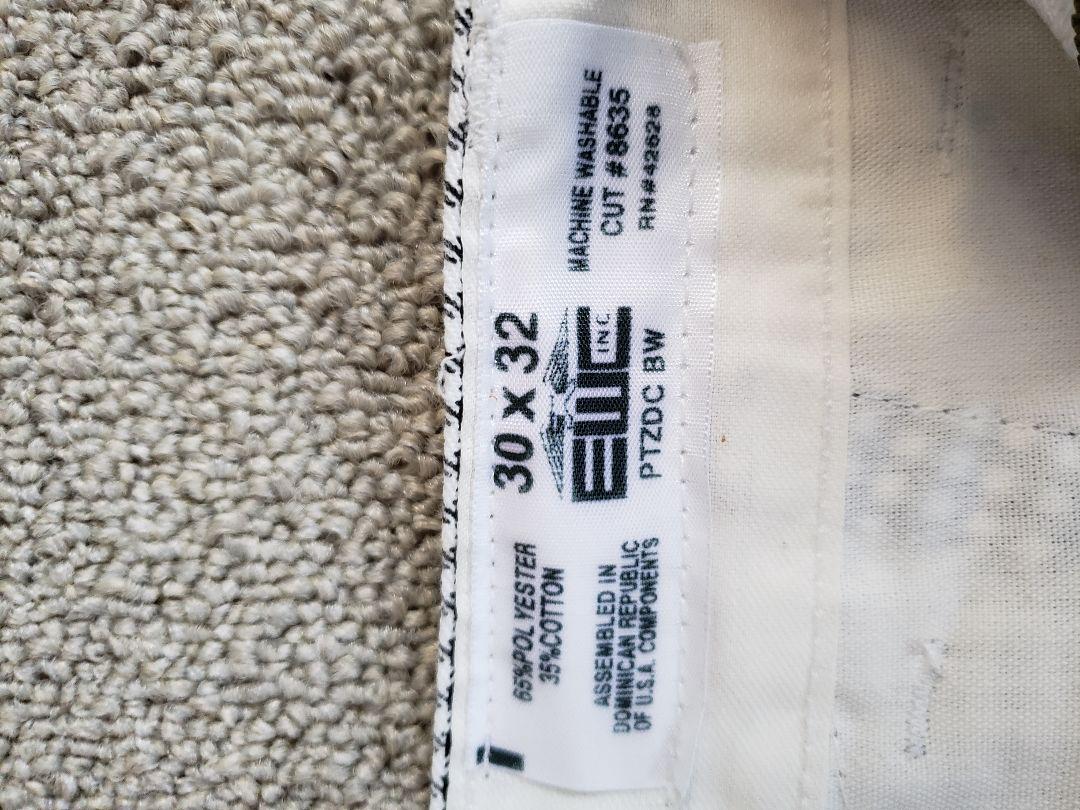 65%POLYESTER
35%COTTON
ASSEMBLED IN
DOMINICAN REPUBLIC
OF U.S.A. COMPONENTS
30 x 32
EWC INC.
PTZDC BW
MACHINE WASHABLE
CUT #8635
RN#42628